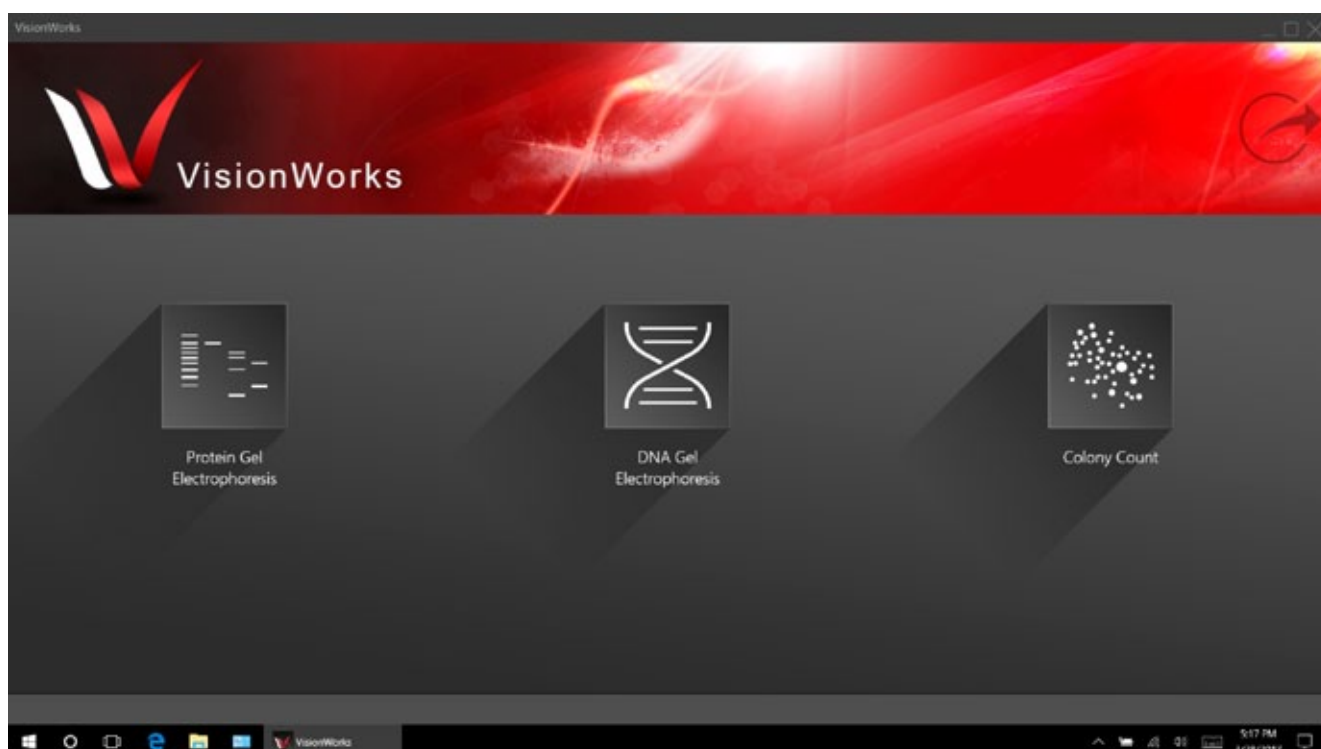 VisionWorks
VisionWorks
Protein Gel
Electrophoresis
DNA Gel
Electrophoresis
Colony Count
VisionWorks
5:17 PM